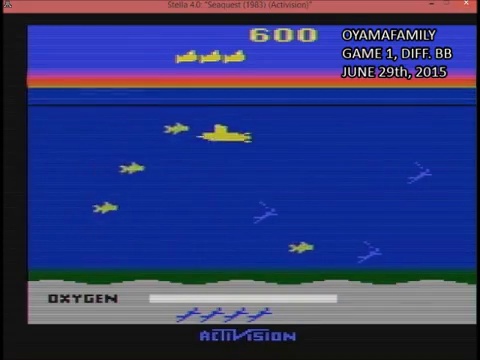 Stella 4.0: "Seaquest (1983) (Activision)"
600
OYAMAFAMILY
GAME 1, DIFF. BB
JUNE 29th, 2015
OXYGEN
ACTIVISION